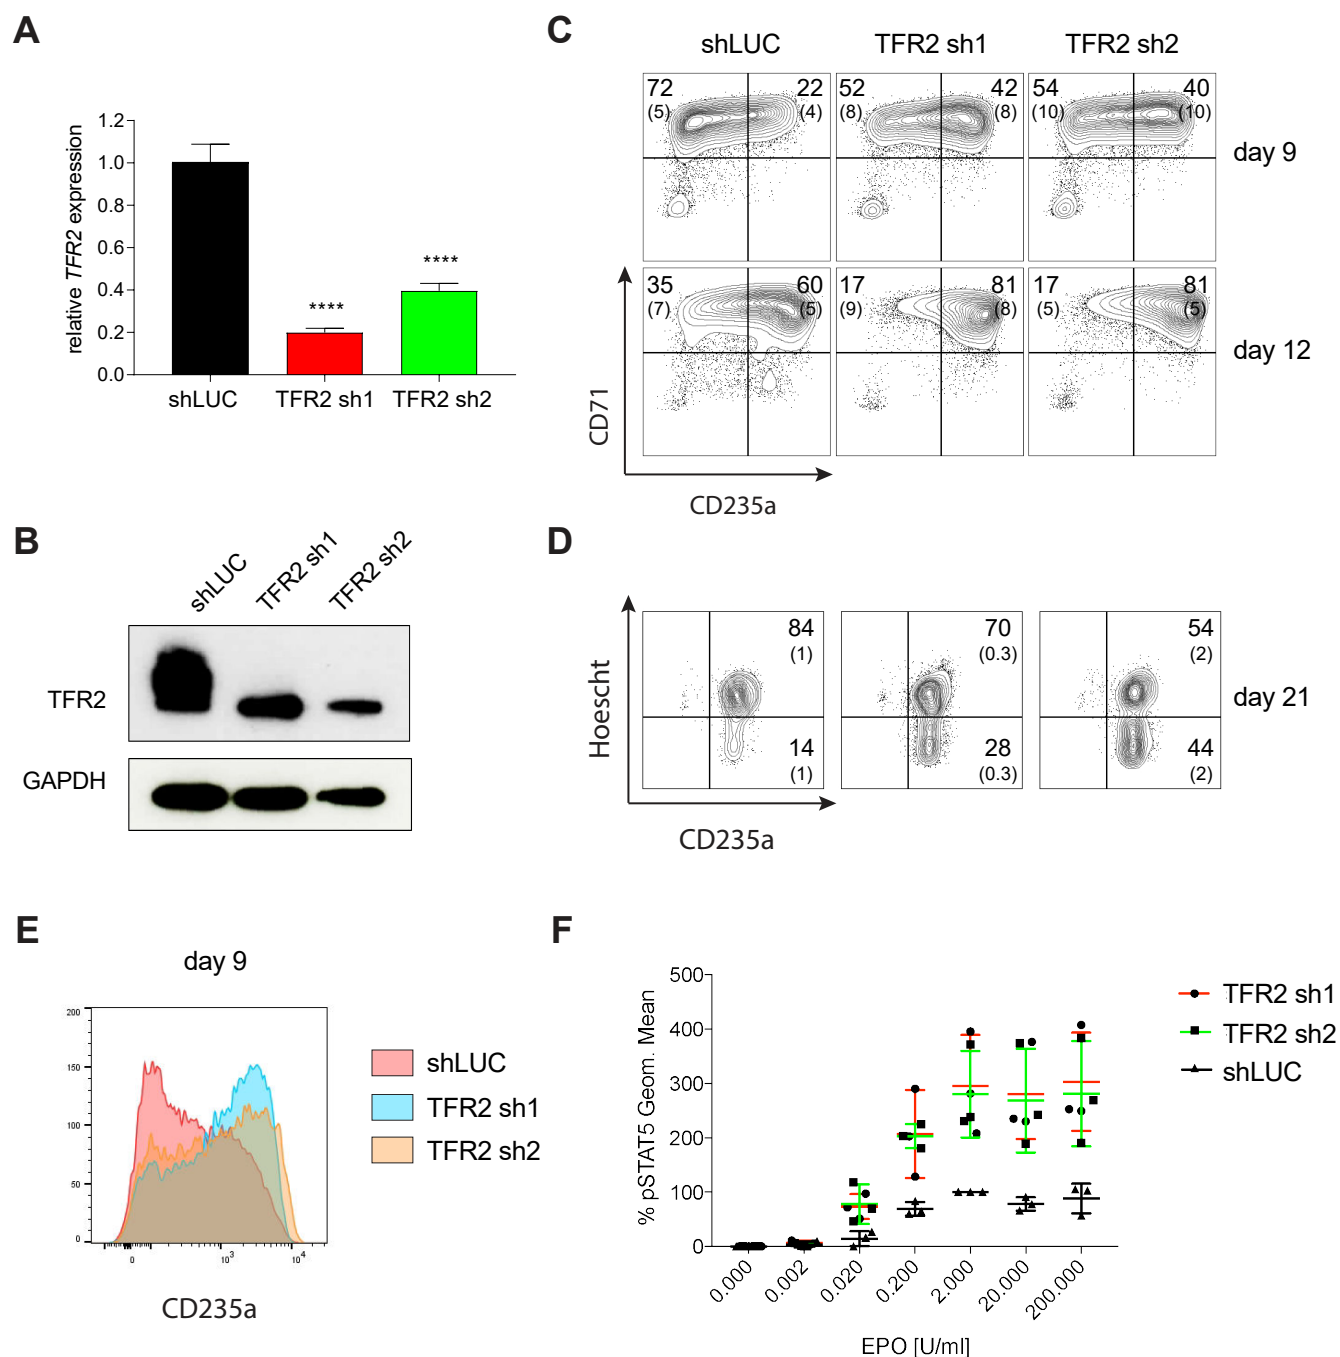 A
1.2
1.0
0.8
0.6
0.4
0.2
0.0
relative TFR2 expression
****
****
shLUC TFR2 sh1 TFR2 sh2
B
shLUC TFR2 sh1 TFR2 sh2
TFR2
GAPDH
C
shLUC TFR2 sh1 TFR2 sh2
72 22 52 42 54 40
(5) (4) (8) (8) (10) (10)
day 9
35 60 17 81 17 81
(7) (5) (9) (8) (5) (5)
day 12
CD71
CD235a
D
84 70 54
(1) (0.3) (2)
day 21
14 28 44
(1) (0.3) (2)
Hoescht
CD235a
E
day 9
200
150
100
50
0
0 10³ 10⁴
CD235a
shLUC
TFR2 sh1
TFR2 sh2
F
500
400
300
200
100
0
% pSTAT5 Geom. Mean
0.000 0.002 0.020 0.200 2.000 20.000 200.000
EPO [U/ml]
TFR2 sh1
TFR2 sh2
shLUC